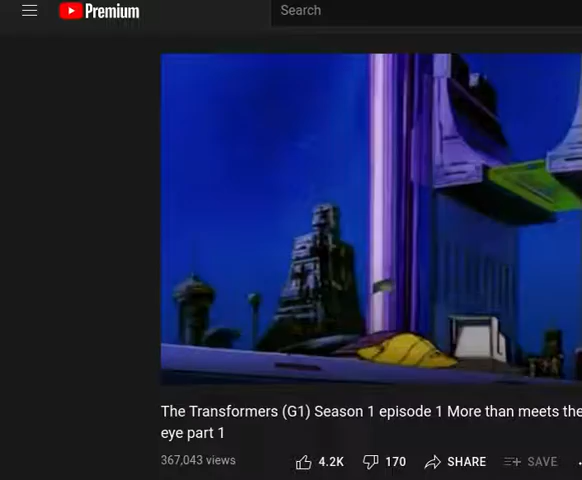 Premium
Search
The Transformers (G1) Season 1 episode 1 More than meets the
eye part 1
367,043 views 4.2K 170 SHARE SAVE